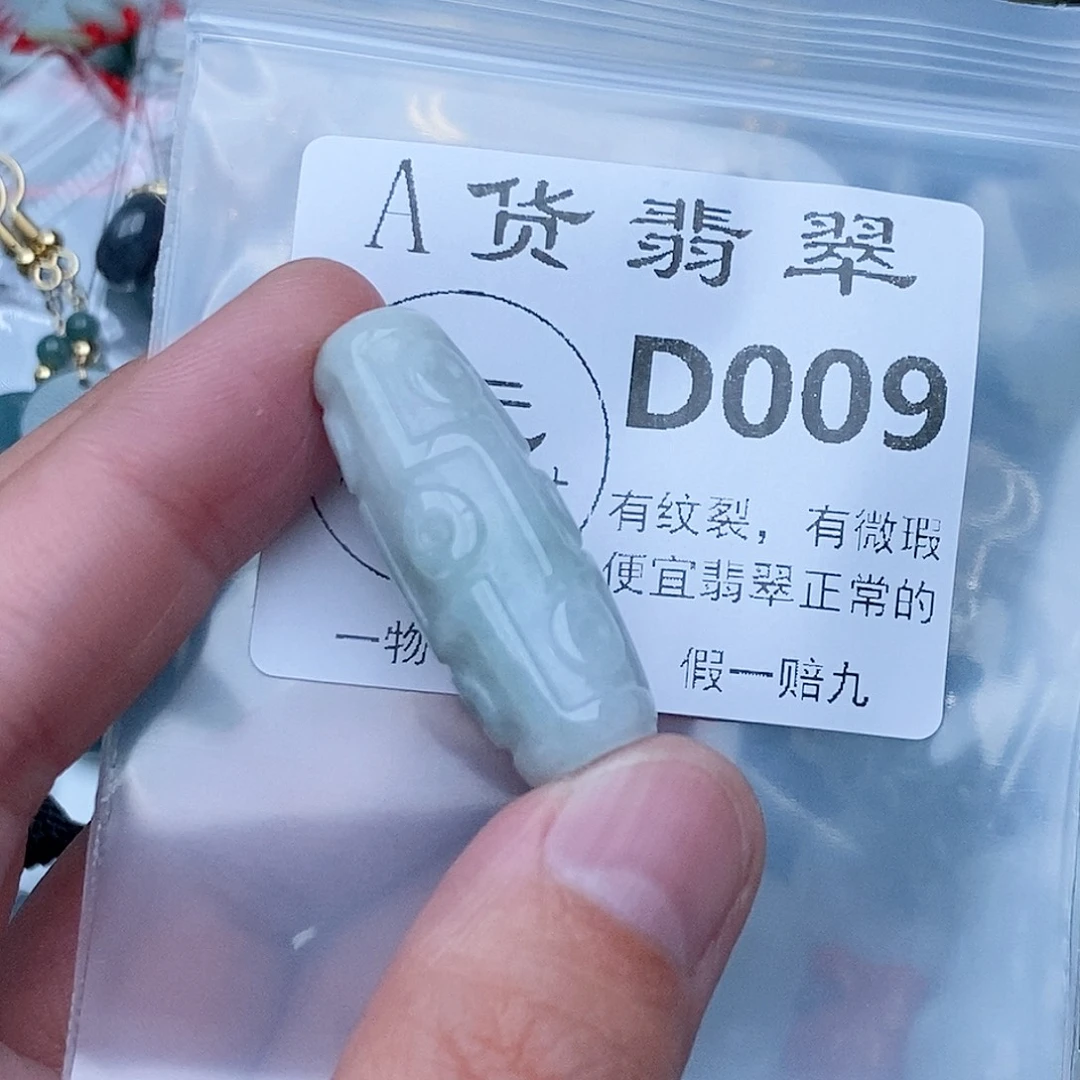 A货翡翠
D009
有纹裂，有微瑕
便宜翡翠正常的
一物
假一赔九